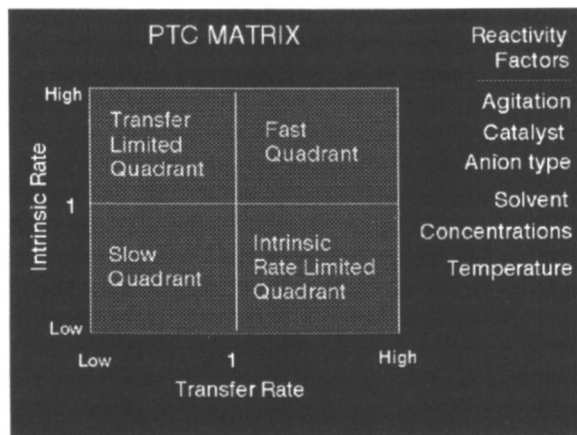 PTC MATRIX
Reactivity
Factors
High
Transfer
Limited
Quadrant
Fast
Quadrant
Agitation
Catalyst
Anion type
Solvent
Concentrations
Temperature
Intrinsic Rate
1
Slow
Quadrant
Intrinsic
Rate Limited
Quadrant
Low
Low
1
High
Transfer Rate